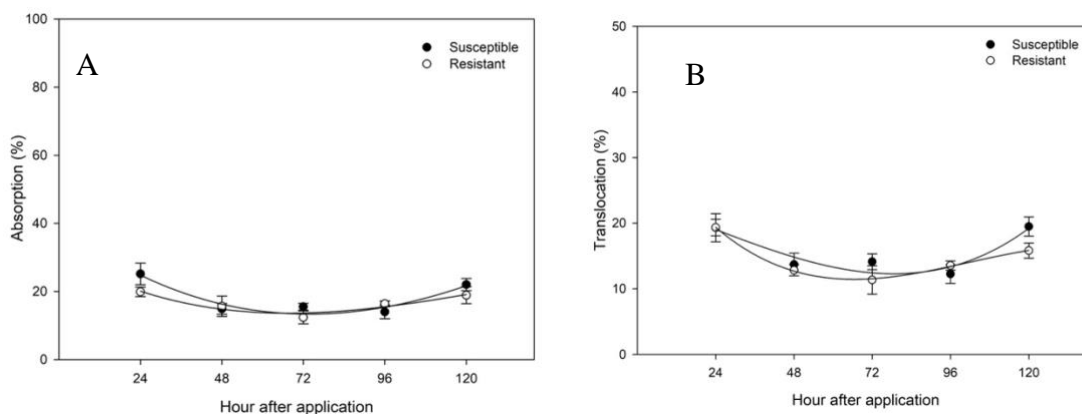 A
Susceptible
Resistant
Absorption (%)
100
80
60
40
20
0
24 48 72 96 120
Hour after application
B
Susceptible
Resistant
Translocation (%)
50
40
30
20
10
0
24 48 72 96 120
Hour after application